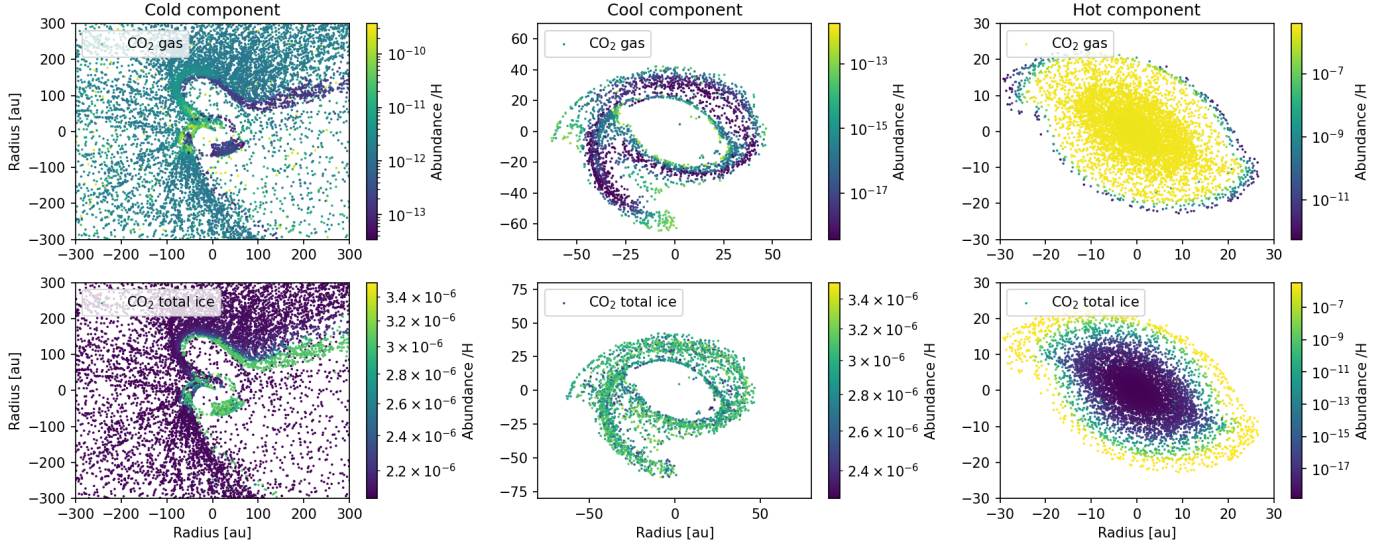 Cold component
Cool component
Hot component
CO₂ gas
CO₂ gas
CO₂ gas
Radius [au]
300
200
100
0
−100
−200
−300
−300 −200 −100 0 100 200 300
10⁻¹⁰
10⁻¹¹
10⁻¹²
10⁻¹³
Abundance /H
60
40
20
0
−20
−40
−60
−50 −25 0 25 50
10⁻¹³
10⁻¹⁵
10⁻¹⁷
Abundance /H
30
20
10
0
−10
−20
−30
−30 −20 −10 0 10 20 30
10⁻⁷
10⁻⁹
10⁻¹¹
Abundance /H
CO₂ total ice
CO₂ total ice
CO₂ total ice
Radius [au]
300
200
100
0
−100
−200
−300
−300 −200 −100 0 100 200 300
Radius [au]
3.4 × 10⁻⁶
3.2 × 10⁻⁶
3 × 10⁻⁶
2.8 × 10⁻⁶
2.6 × 10⁻⁶
2.4 × 10⁻⁶
2.2 × 10⁻⁶
Abundance /H
75
50
25
0
−25
−50
−75
−50 0 50
Radius [au]
3.4 × 10⁻⁶
3.2 × 10⁻⁶
3 × 10⁻⁶
2.8 × 10⁻⁶
2.6 × 10⁻⁶
2.4 × 10⁻⁶
Abundance /H
30
20
10
0
−10
−20
−30
−30 −20 −10 0 10 20 30
Radius [au]
10⁻⁷
10⁻⁹
10⁻¹¹
10⁻¹³
10⁻¹⁵
10⁻¹⁷
Abundance /H